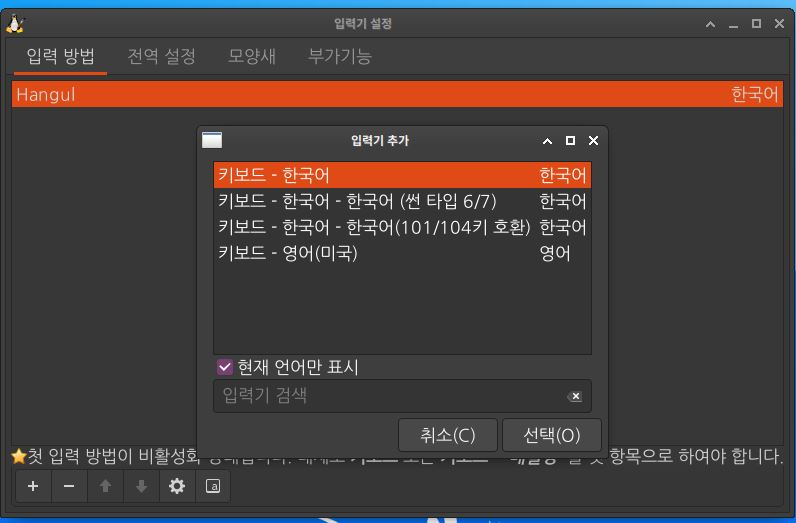 입력기 설정
입력 방법 전역 설정 모양새 부가기능
Hangul 한국어
입력기 추가
키보드 - 한국어 한국어
키보드 - 한국어 - 한국어 (썬 타입 6/7) 한국어
키보드 - 한국어 - 한국어(101/104키 호환) 한국어
키보드 - 영어(미국) 영어
현재 언어만 표시
입력기 검색
취소(C) 선택(O)
첫 입력 방법이 비활성화 항목으로 하여야 합니다.
a